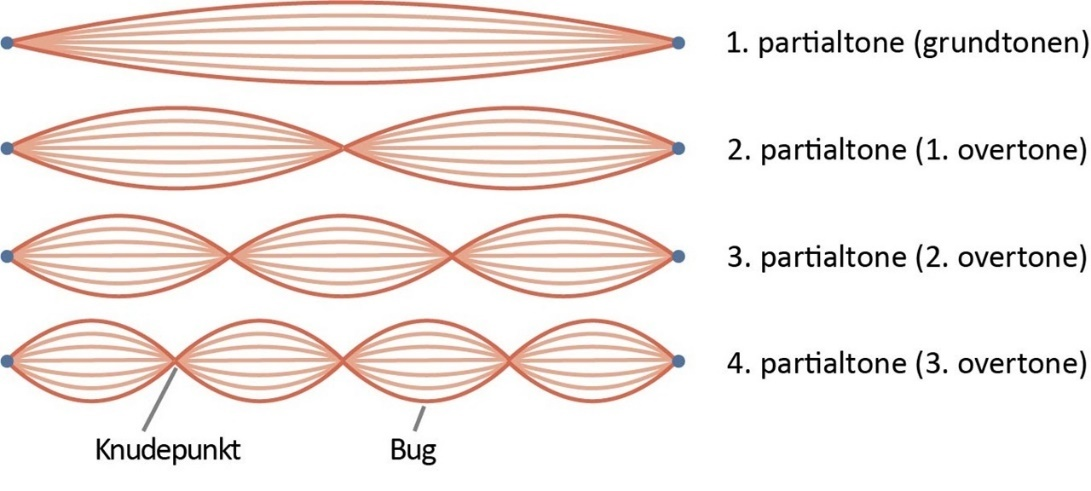 1. partialtone (grundtonen)
2. partialtone (1. overtone)
3. partialtone (2. overtone)
4. partialtone (3. overtone)
Knudepunkt
Bug